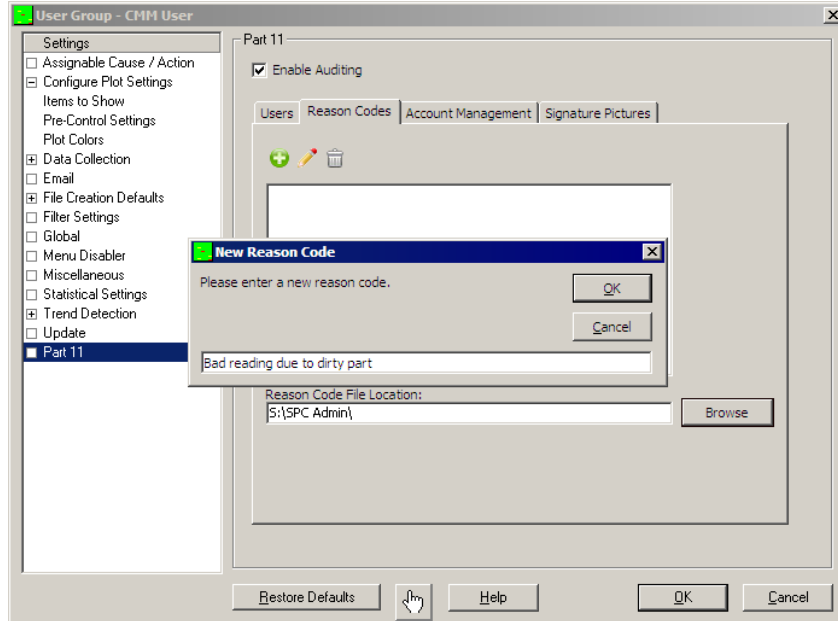 User Group - CMM User
Settings
Assignable Cause / Action
Configure Plot Settings
Items to Show
Pre-Control Settings
Plot Colors
Data Collection
Email
File Creation Defaults
Filter Settings
Global
Menu Disabler
Miscellaneous
Statistical Settings
Trend Detection
Update
Part 11
Part 11
Enable Auditing
Users Reason Codes Account Management Signature Pictures
New Reason Code
Please enter a new reason code.
OK
Cancel
Bad reading due to dirty part
Reason Code File Location:
S:\SPC Admin\
Browse
Restore Defaults Help OK Cancel